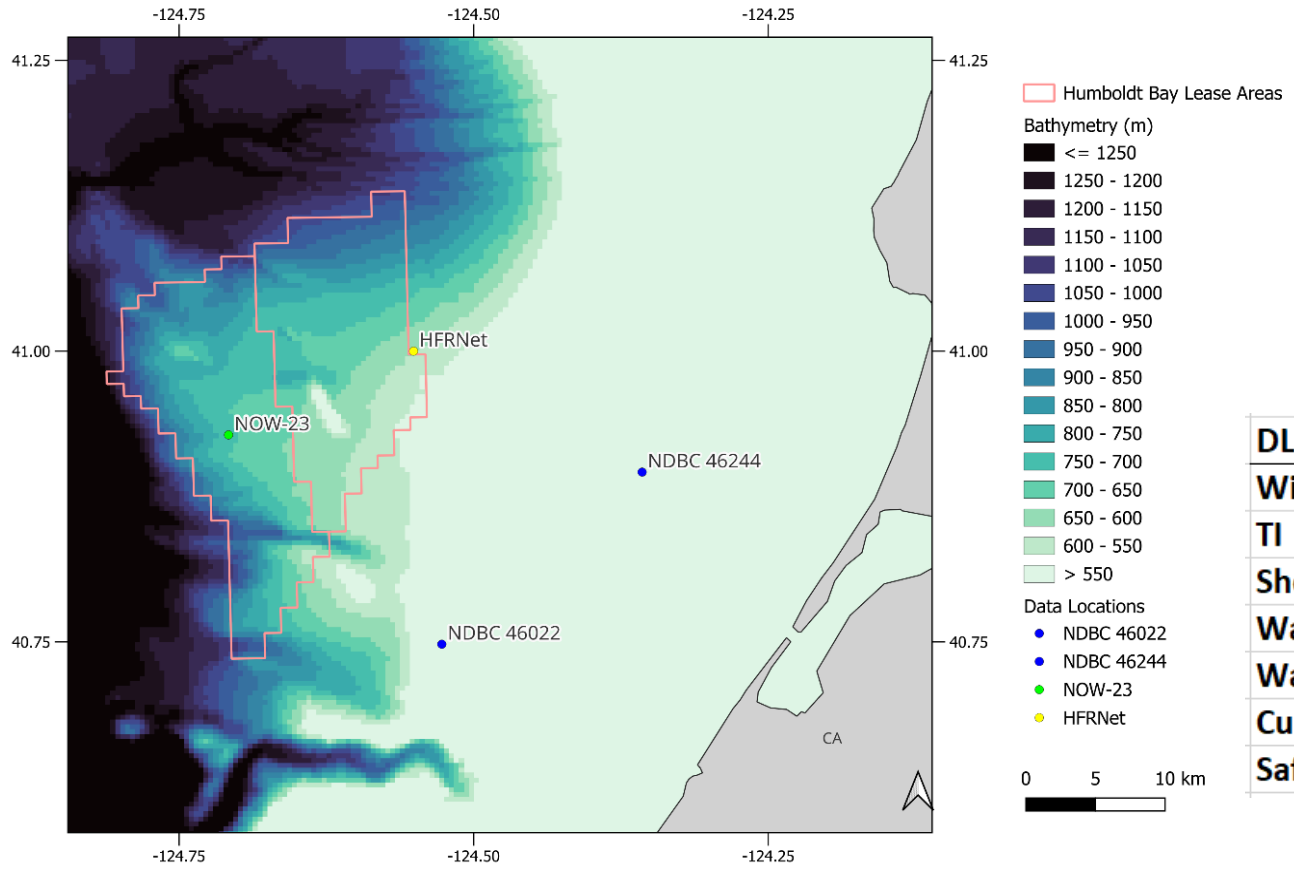 -124.75
-124.50
-124.25
41.25
41.25
41.00
41.00
40.75
40.75
HFRNet
NOW-23
NDBC 46244
NDBC 46022
CA
-124.75
-124.50
-124.25
Humboldt Bay Lease Areas
Bathymetry (m)
<= 1250
1250 - 1200
1200 - 1150
1150 - 1100
1100 - 1050
1050 - 1000
1000 - 950
950 - 900
900 - 850
850 - 800
800 - 750
750 - 700
700 - 650
650 - 600
600 - 550
> 550
Data Locations
NDBC 46022
NDBC 46244
NOW-23
HFRNet
0 5 10 km
TI